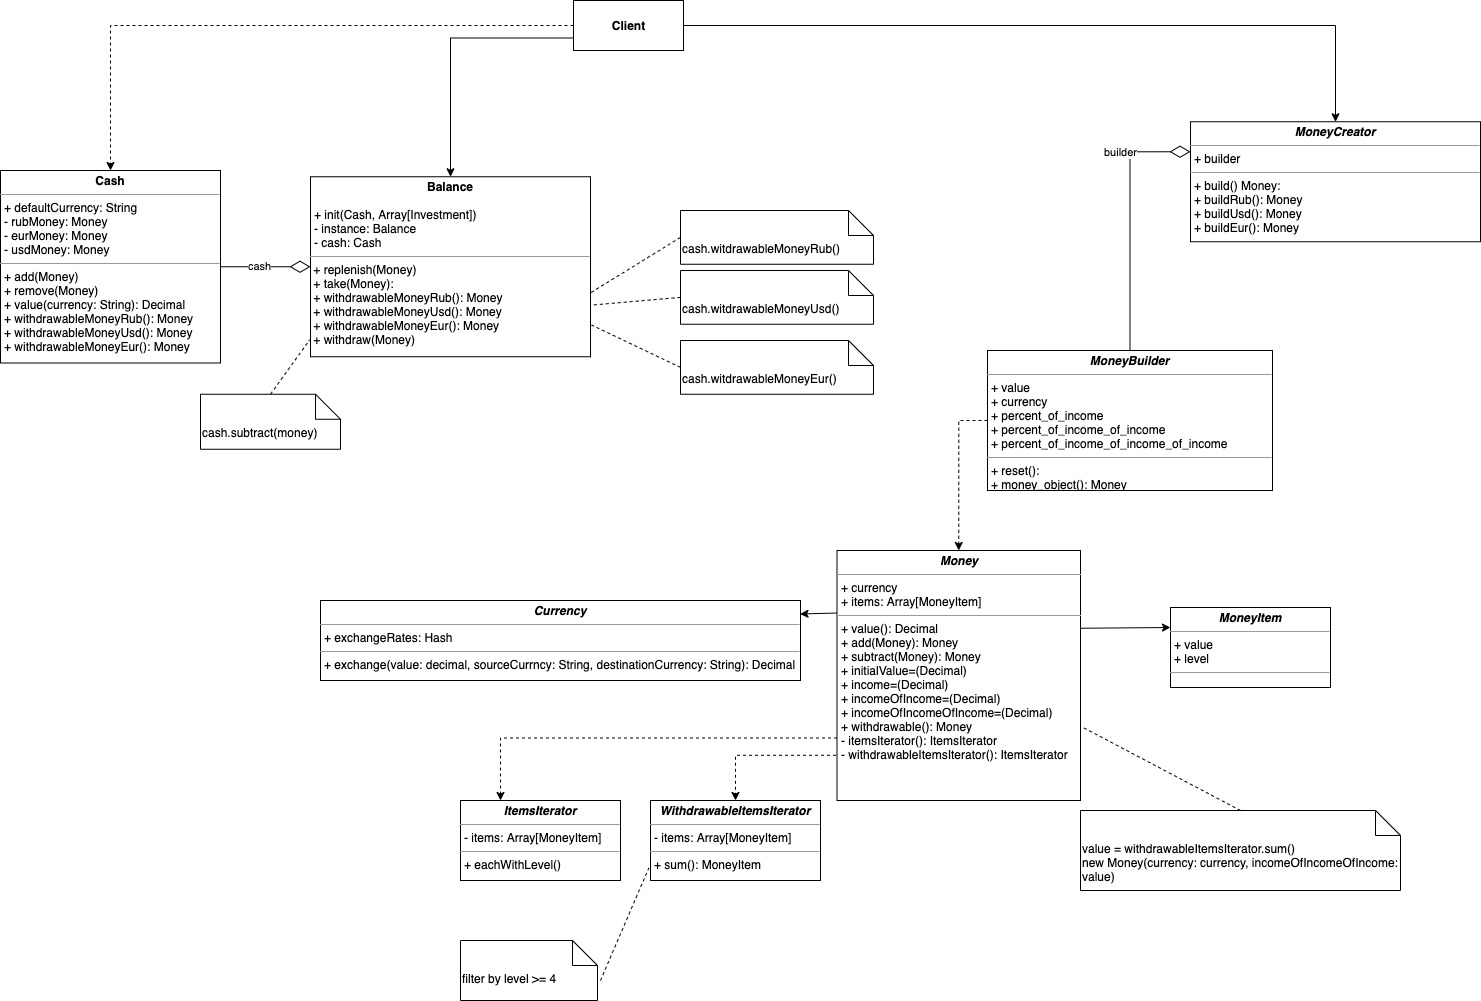 Client
MoneyCreator
+ builder
+ build() Money:
+ buildRub(): Money
+ buildUsd(): Money
+ buildEur(): Money
builder
Cash
+ defaultCurrency: String
- rubMoney: Money
- eurMoney: Money
- usdMoney: Money
+ add(Money)
+ remove(Money)
+ value(currency: String): Decimal
+ withdrawableMoneyRub(): Money
+ withdrawableMoneyUsd(): Money
+ withdrawableMoneyEur(): Money
cash
Balance
+ init(Cash, Array[Investment])
- instance: Balance
- cash: Cash
+ replenish(Money)
+ take(Money):
+ withdrawableMoneyRub(): Money
+ withdrawableMoneyUsd(): Money
+ withdrawableMoneyEur(): Money
+ withdraw(Money)
cash.witdrawableMoneyRub()
cash.witdrawableMoneyUsd()
cash.witdrawableMoneyEur()
cash.subtract(money)
MoneyBuilder
+ value
+ currency
+ percent_of_income
+ percent_of_income_of_income
+ percent_of_income_of_income_of_income
+ reset():
+ money_object(): Money
Money
+ currency
+ items: Array[MoneyItem]
+ value(): Decimal
+ add(Money): Money
+ subtract(Money): Money
+ initialValue=(Decimal)
+ income=(Decimal)
+ incomeOfIncome=(Decimal)
+ incomeOfIncomeOfIncome=(Decimal)
+ withdrawable(): Money
- itemsIterator(): ItemsIterator
- withdrawableItemsIterator(): ItemsIterator
Currency
+ exchangeRates: Hash
+ exchange(value: decimal, sourceCurrncy: String, destinationCurrency: String): Decimal
MoneyItem
+ value
+ level
ItemsIterator
- items: Array[MoneyItem]
+ eachWithLevel()
WithdrawableItemsIterator
- items: Array[MoneyItem]
+ sum(): MoneyItem
value = withdrawableItemsIterator.sum()
new Money(currency: currency, incomeOfIncomeOfIncome:
value)
filter by level >= 4